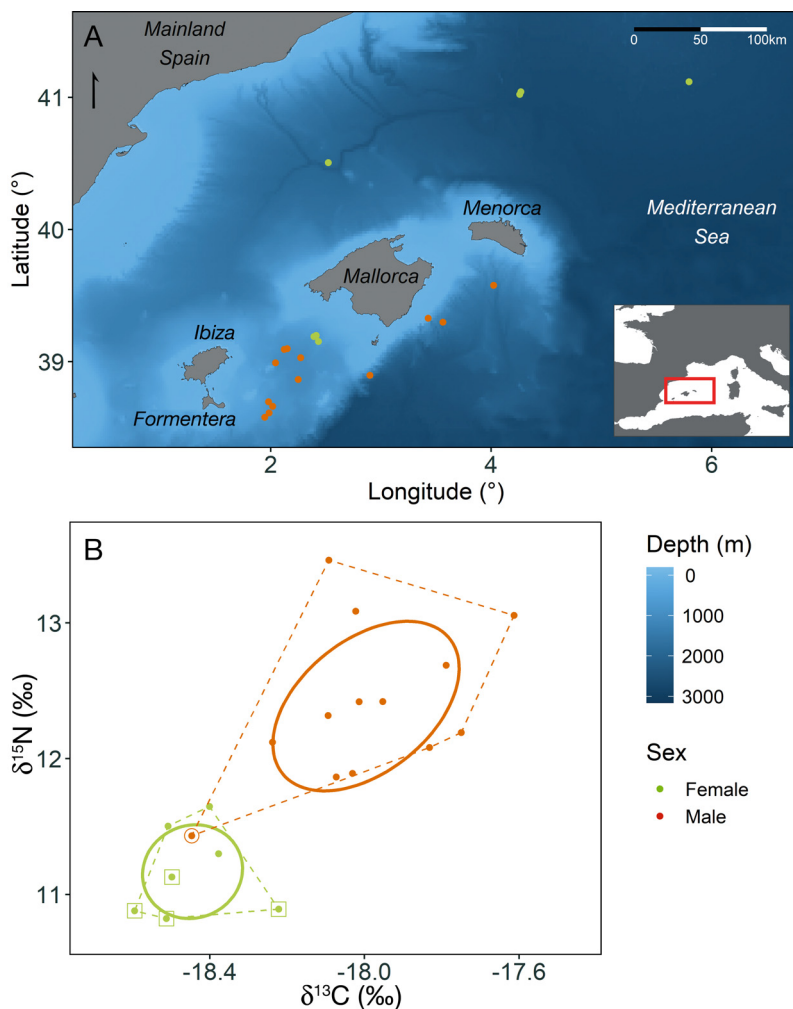 A
Mainland
Spain
0 50 100km
41
40
39
Latitude (°)
Menorca
Mediterranean
Sea
Mallorca
Ibiza
Formentera
2 4 6
Longitude (°)
B
13
12
11
δ15N (‰)
-18.4 -18.0 -17.6
δ13C (‰)
Depth (m)
0
1000
2000
3000
Sex
Female
Male